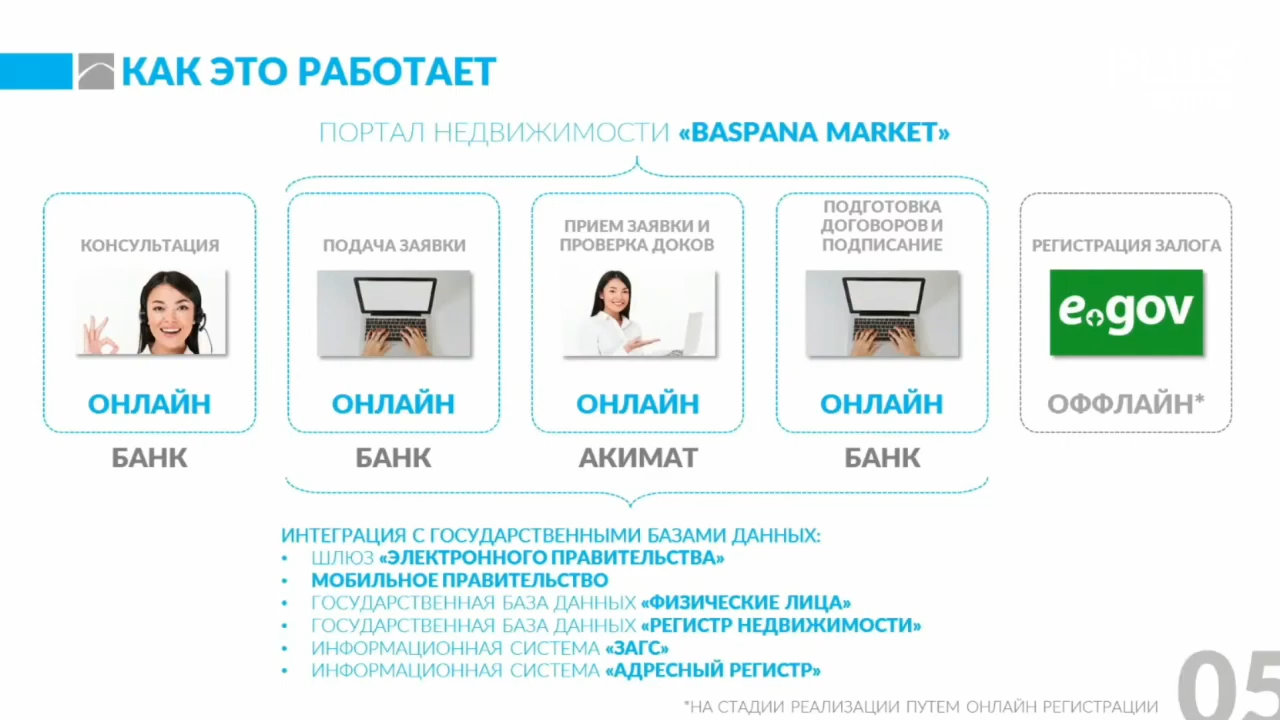 КАК ЭТО РАБОТАЕТ
ПОРТАЛ НЕДВИЖИМОСТИ «BASPANA MARKET»
КОНСУЛЬТАЦИЯ
ОНЛАЙН
БАНК
ПОДАЧА ЗАЯВКИ
ОНЛАЙН
БАНК
ПРИЕМ ЗАЯВКИ И
ПРОВЕРКА ДОКОВ
ОНЛАЙН
АКИМАТ
ПОДГОТОВКА
ДОГОВОРОВ И
ПОДПИСАНИЕ
ОНЛАЙН
БАНК
РЕГИСТРАЦИЯ ЗАЛОГА
e.gov
ОФФЛАЙН*
ИНТЕГРАЦИЯ С ГОСУДАРСТВЕННЫМИ БАЗАМИ ДАННЫХ:
• ШЛЮЗ «ЭЛЕКТРОННОГО ПРАВИТЕЛЬСТВА»
• МОБИЛЬНОЕ ПРАВИТЕЛЬСТВО
• ГОСУДАРСТВЕННАЯ БАЗА ДАННЫХ «ФИЗИЧЕСКИЕ ЛИЦА»
• ГОСУДАРСТВЕННАЯ БАЗА ДАННЫХ «РЕГИСТР НЕДВИЖИМОСТИ»
• ИНФОРМАЦИОННАЯ СИСТЕМА «ЗАГС»
• ИНФОРМАЦИОННАЯ СИСТЕМА «АДРЕСНЫЙ РЕГИСТР»
*НА СТАДИИ РЕАЛИЗАЦИИ ПУТЕМ ОНЛАЙН РЕГИСТРАЦИИ
05